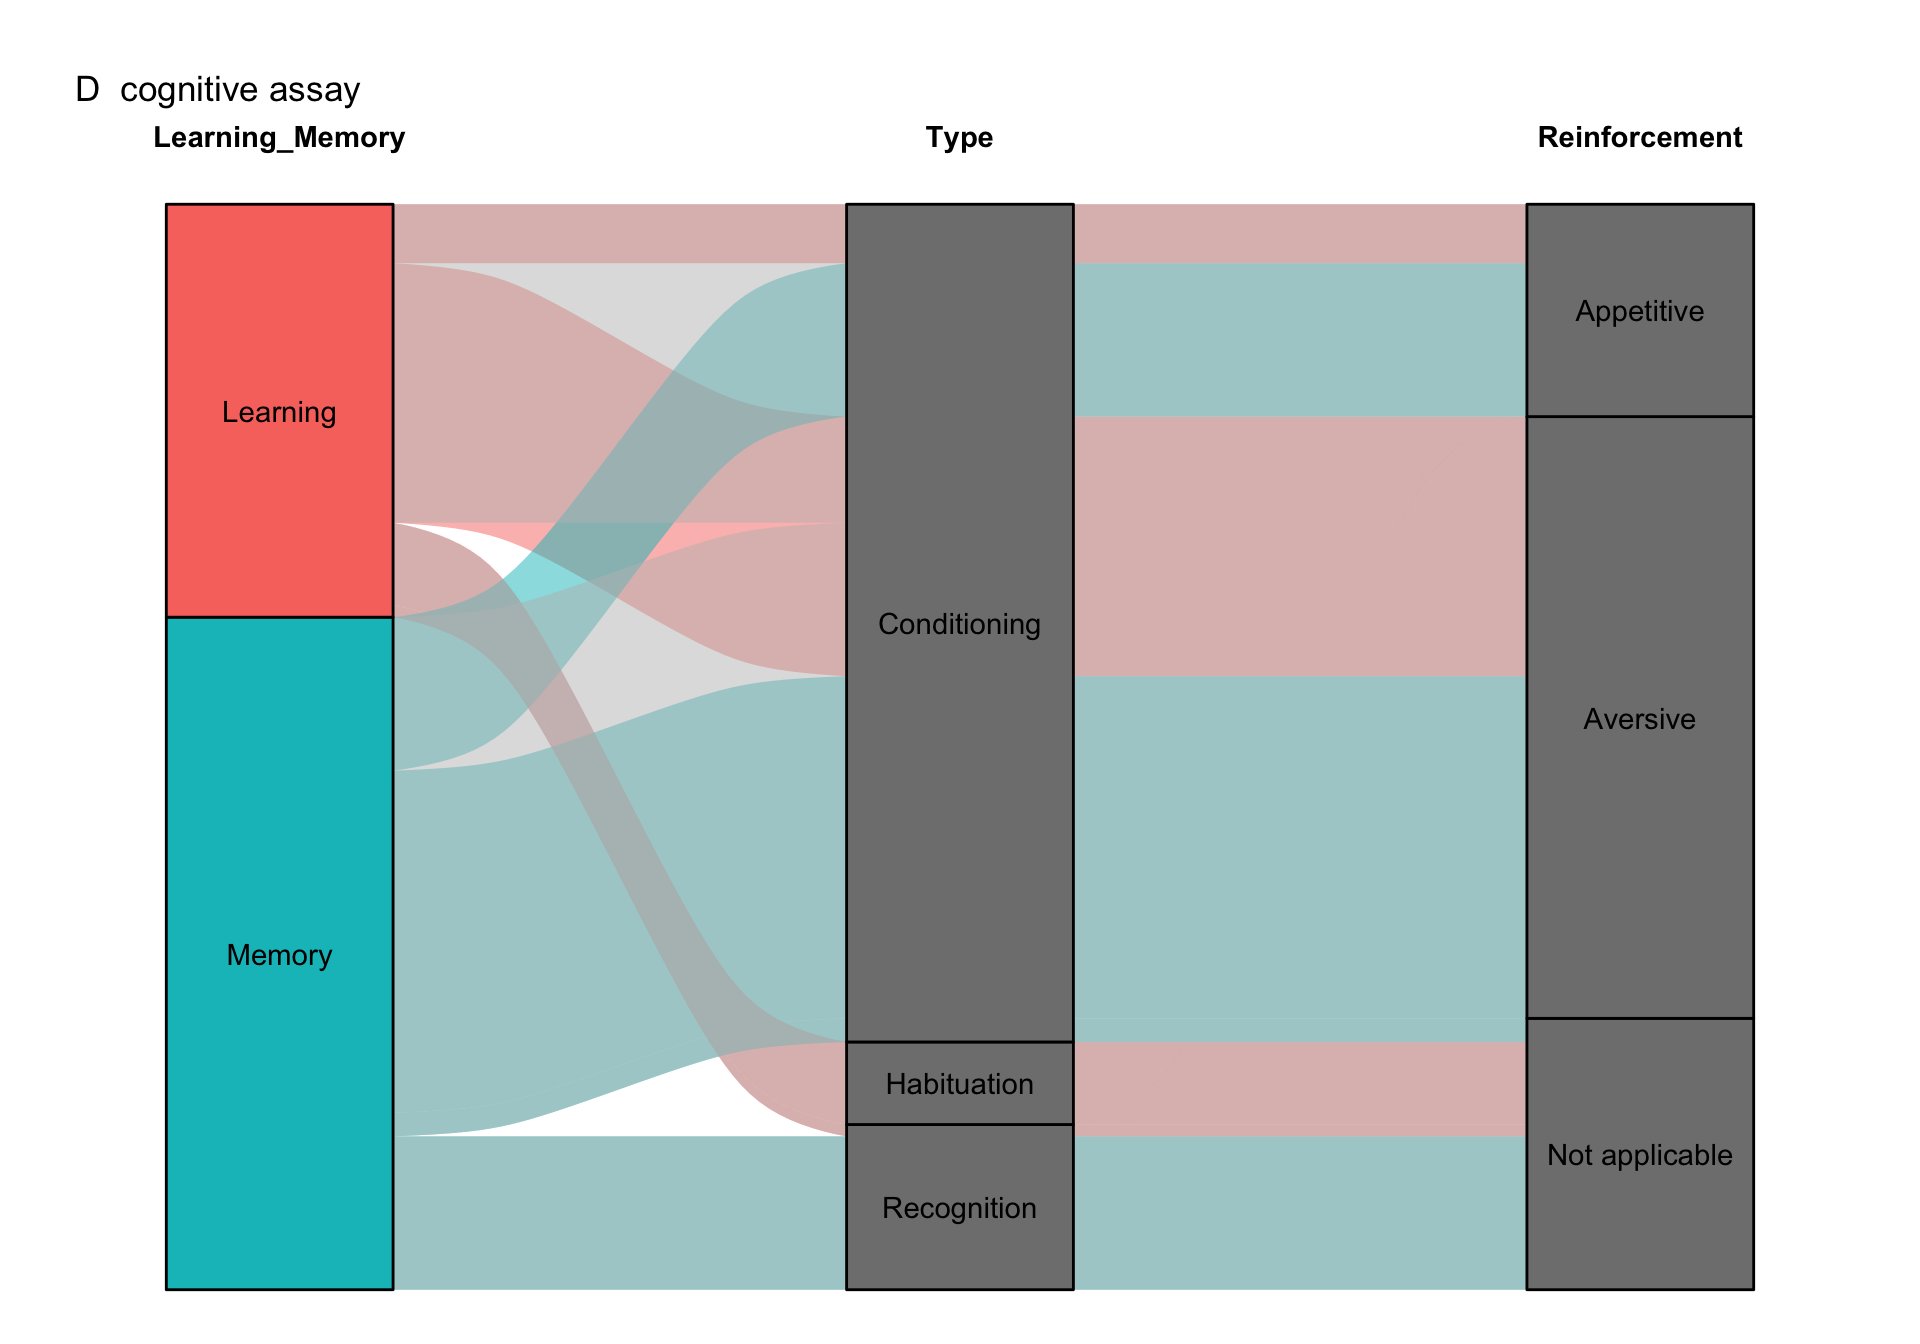 D cognitive assay
Learning_Memory
Type
Reinforcement
Learning
Memory
Conditioning
Habituation
Recognition
Appetitive
Aversive
Not applicable